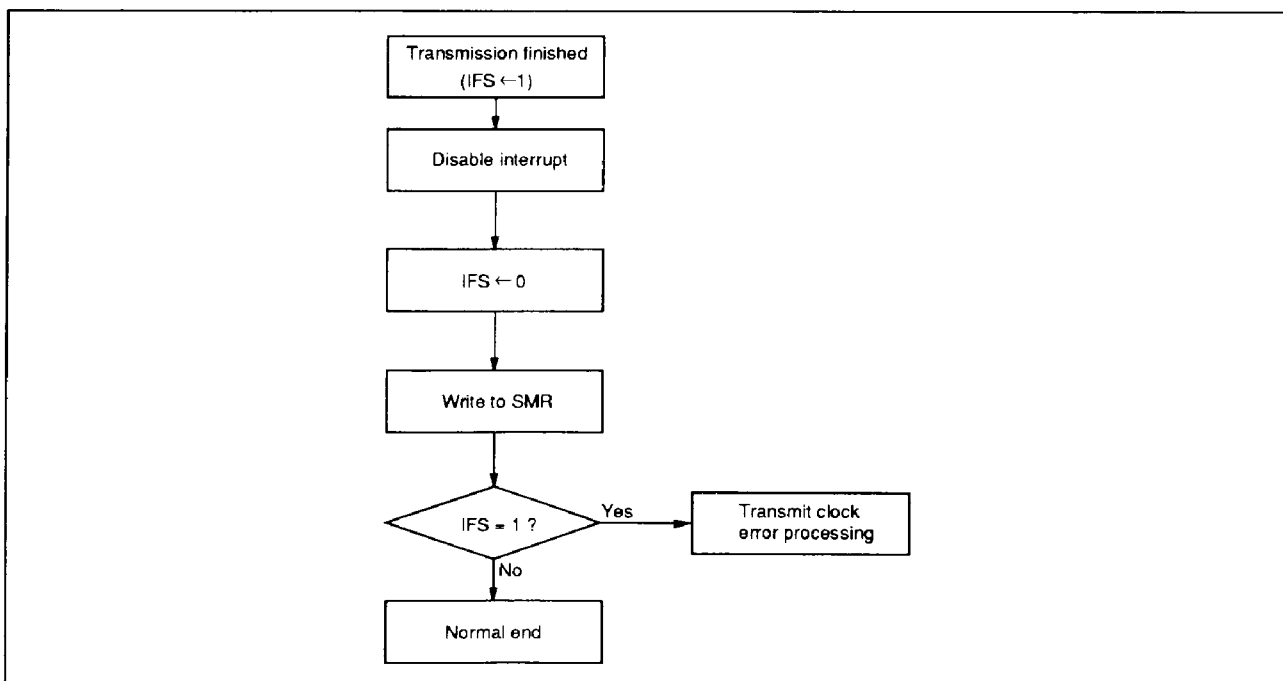 Transmission finished
(IFS ←1)
Disable interrupt
IFS ← 0
Write to SMR
IFS = 1 ?
Yes
Transmit clock
error processing
No
Normal end